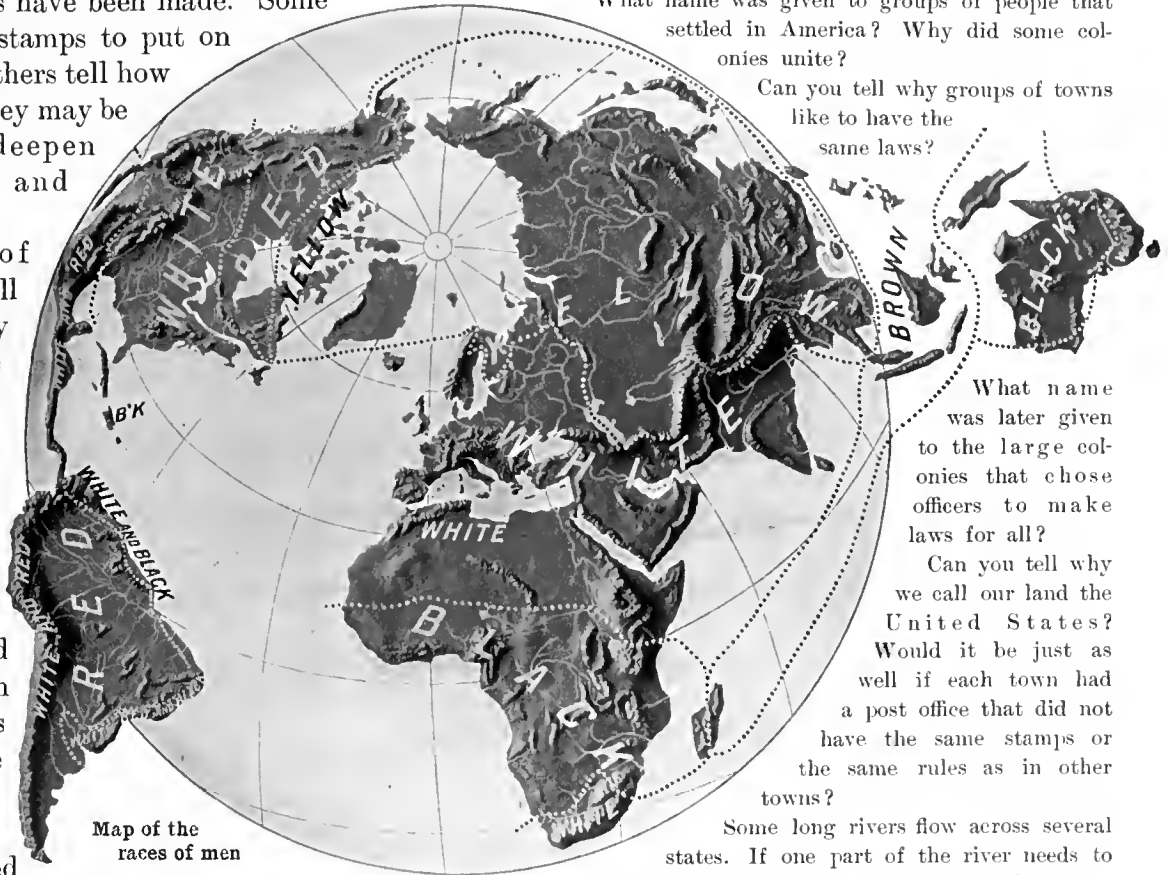 s have been made. Some
stamps to put on
thers tell how
ey may be
deepen
and
of
ll
y
d
n
s
e
ed
What name was given to groups of people that
settled in America? Why did some col-
onies unite?
Can you tell why groups of towns
like to have the
same laws?
What name
was later given
to the large col-
onies that chose
officers to make
laws for all?
Can you tell why
we call our land the
United States?
Would it be just as
well if each town had
a post office that did not
have the same stamps or
the same rules as in other
towns?
Some long rivers flow across several
states. If one part of the river needs to
RED
WHITE
RED
YELLOW
B'K
WHITE AND BLACK
RED
RED
WHITE
WHITE
YELLOW
WHITE
WHITE
BLACK
WHITE
BROWN
BLACK
Map of the
races of men